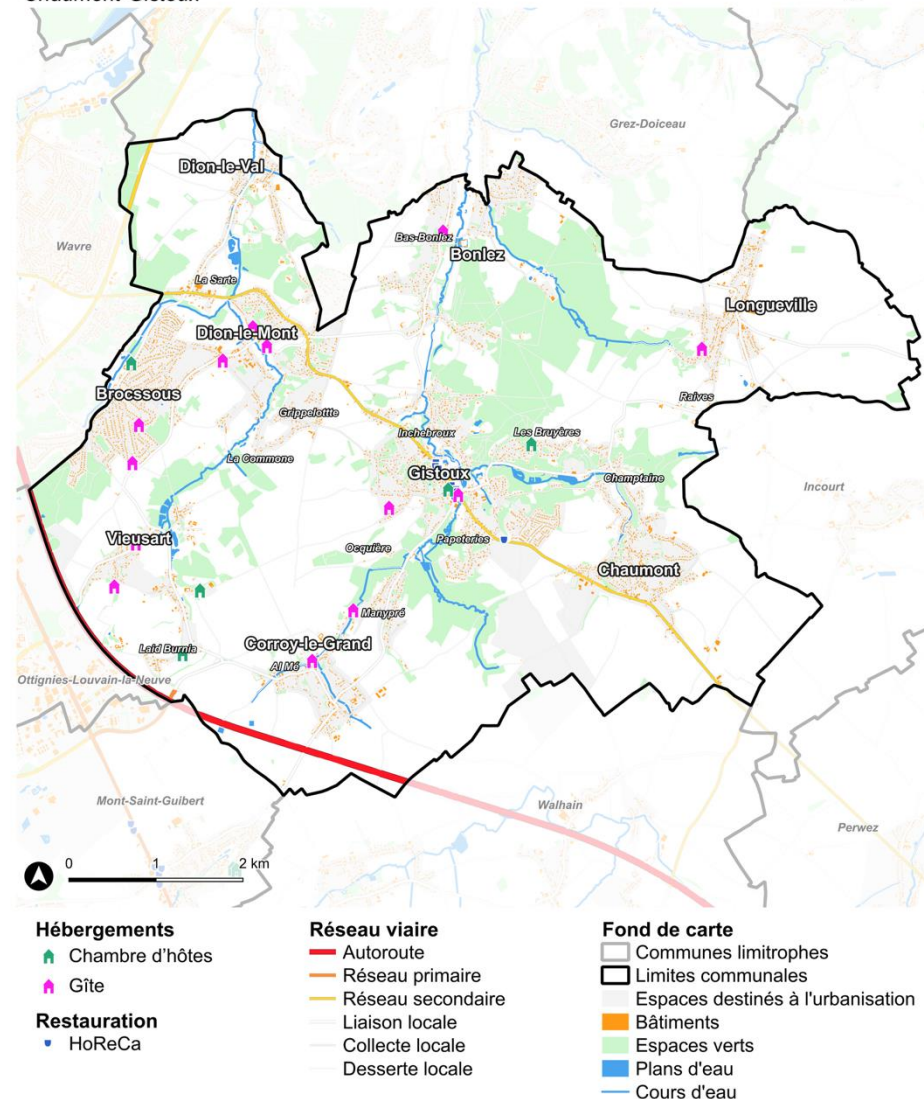 Chaumont-Gistoux
Grez-Doiceau
Dion-le-Val
Wavre
Bas-Bonlez
Bonlez
La Sarte
Longueville
Dion-le-Mont
Brocssous
Raives
Grippelottte
Inchebroux
Les Bruyères
La Commone
Gistoux
Champtaine
Incourt
Vieusart
Papeteries
Ocquière
Chaumont
Manypré
Laid Burnia
Corroy-le-Grand
Al Mé
Ottignies-Louvain-la-Neuve
Mont-Saint-Guibert
Walhain
Perwez
0 1 2 km
Hébergements
Chambre d'hôtes
Gîte
Restauration
HoReCa
Réseau viaire
Autoroute
Réseau primaire
Réseau secondaire
Liaison locale
Collecte locale
Desserte locale
Fond de carte
Communes limitrophes
Limites communales
Espaces destinés à l'urbanisation
Bâtiments
Espaces verts
Plans d'eau
Cours d'eau